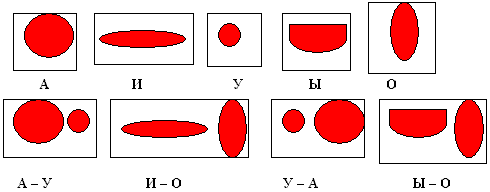 А И У Ы О
А – У И – О У – А Ы – О